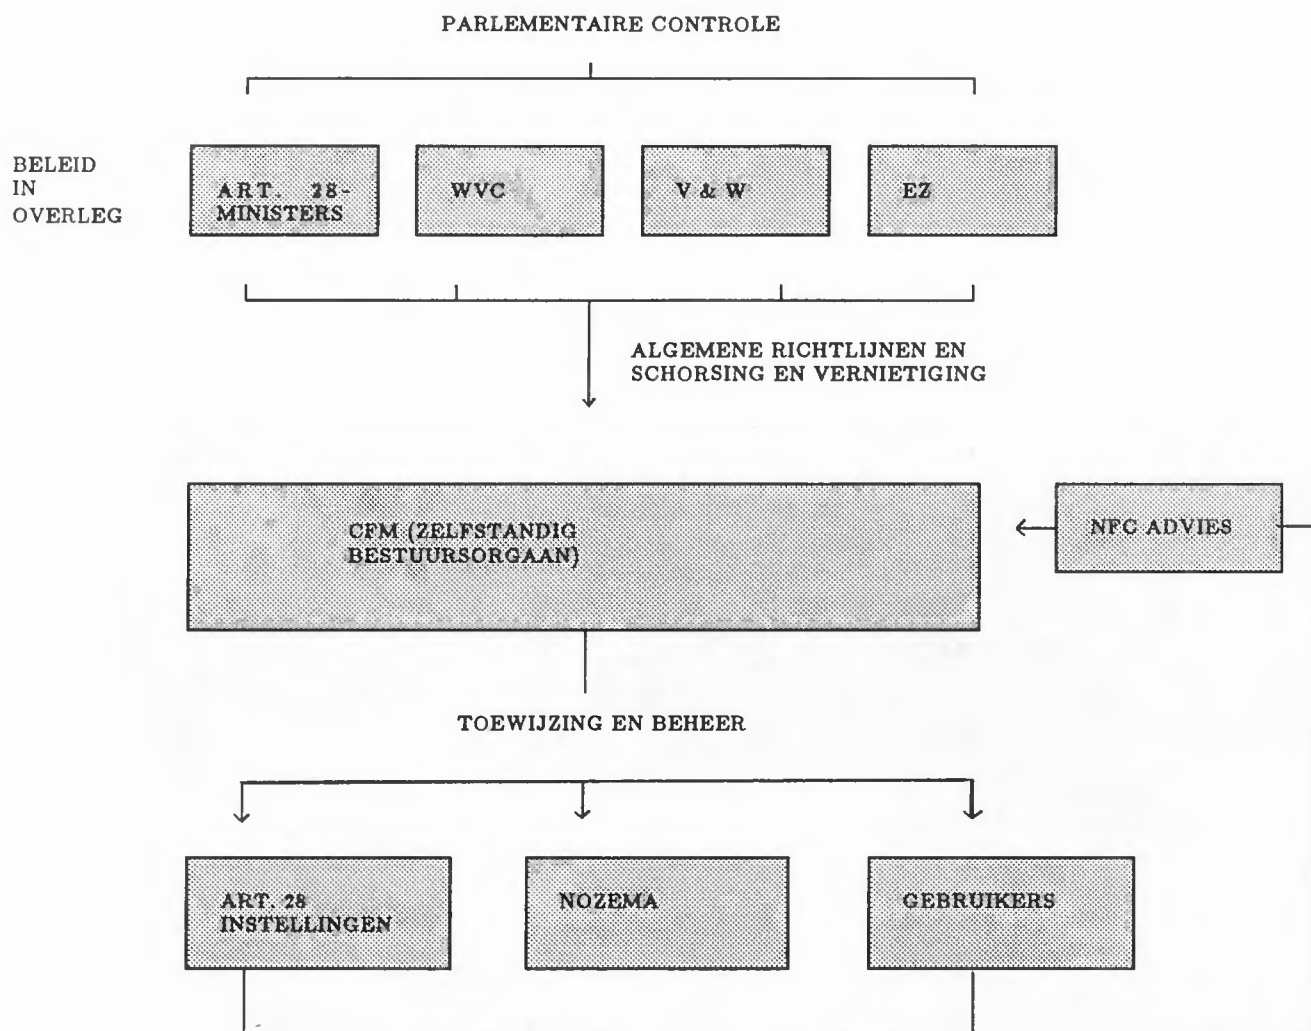 PARLEMENTAIRE CONTROLE
BELEID
IN
OVERLEG
ART. 28-
MINISTERS
WVC
V & W
EZ
ALGEMENE RICHTLIJNEN EN
SCHORSING EN VERNIETIGING
CFM (ZELFSTANDIG
BESTUURSORGAAN)
NFC ADVIES
TOEWIJZING EN BEHEER
ART. 28
INSTELLINGEN
NOZEMA
GEBRUIKERS